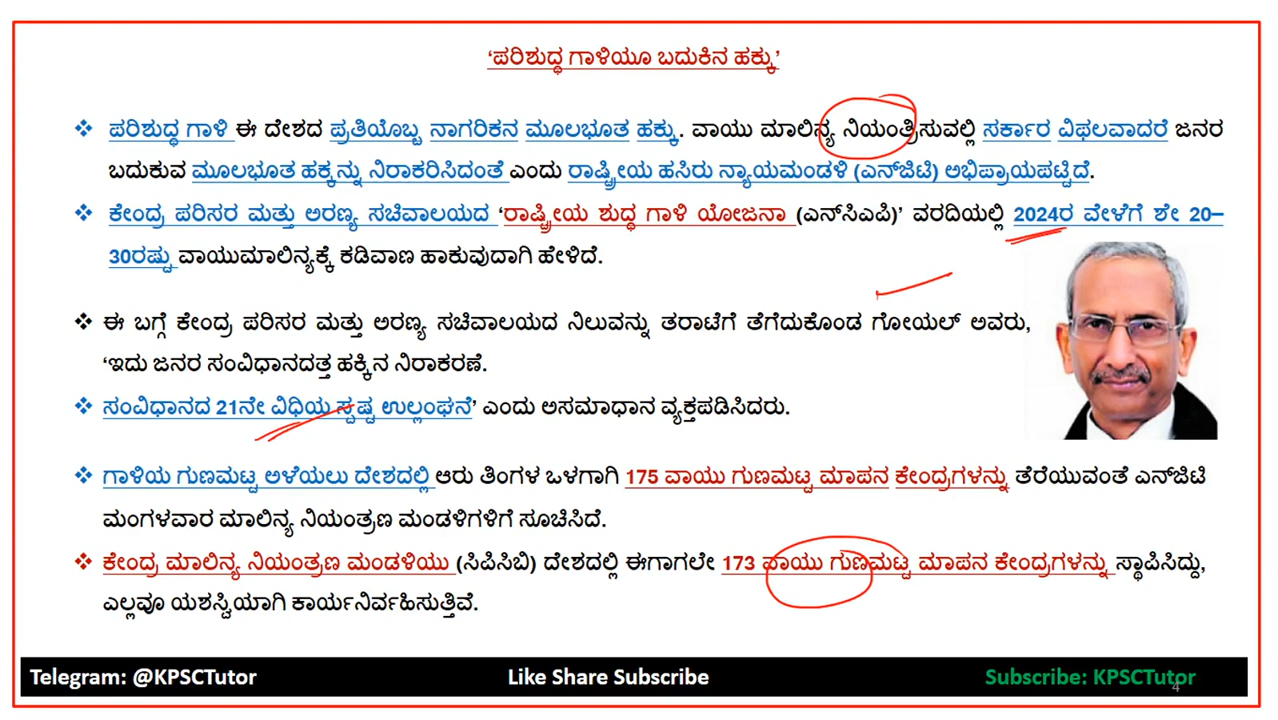 ‘ಪರಿಶುದ್ಧ ಗಾಳಿಯೂ ಬದುಕಿನ ಹಕ್ಕು’
❖ ಪರಿಶುದ್ಧ ಗಾಳಿ ಈ ದೇಶದ ಪ್ರತಿಯೊಬ್ಬ ನಾಗರಿಕನ ಮೂಲಭೂತ ಹಕ್ಕು. ವಾಯು ಮಾಲಿನ್ಯ ನಿಯಂತ್ರಿಸುವಲ್ಲಿ ಸರ್ಕಾರ ವಿಫಲವಾದರೆ ಜನರ
ಬದುಕುವ ಮೂಲಭೂತ ಹಕ್ಕನ್ನು ನಿರಾಕರಿಸಿದಂತೆ ಎಂದು ರಾಷ್ಟ್ರೀಯ ಹಸಿರು ನ್ಯಾಯಮಂಡಳಿ (ಎನ್‌ಜಿಟಿ) ಅಭಿಪ್ರಾಯಪಟ್ಟಿದೆ.
❖ ಕೇಂದ್ರ ಪರಿಸರ ಮತ್ತು ಅರಣ್ಯ ಸಚಿವಾಲಯದ ‘ರಾಷ್ಟ್ರೀಯ ಶುದ್ಧ ಗಾಳಿ ಯೋಜನಾ (ಎನ್‌ಸಿಎಪಿ)’ ವರದಿಯಲ್ಲಿ 2024ರ ವೇಳೆಗೆ ಶೇ 20–
30ರಷ್ಟು ವಾಯುಮಾಲಿನ್ಯಕ್ಕೆ ಕಡಿವಾಣ ಹಾಕುವುದಾಗಿ ಹೇಳಿದೆ.
❖ ಈ ಬಗ್ಗೆ ಕೇಂದ್ರ ಪರಿಸರ ಮತ್ತು ಅರಣ್ಯ ಸಚಿವಾಲಯದ ನಿಲುವನ್ನು ತರಾಟೆಗೆ ತೆಗೆದುಕೊಂಡ ಗೋಯಲ್ ಅವರು,
‘ಇದು ಜನರ ಸಂವಿಧಾನದತ್ತ ಹಕ್ಕಿನ ನಿರಾಕರಣೆ.
❖ ಸಂವಿಧಾನದ 21ನೇ ವಿಧಿಯ ಸ್ಪಷ್ಟ ಉಲ್ಲಂಘನೆ’ ಎಂದು ಅಸಮಾಧಾನ ವ್ಯಕ್ತಪಡಿಸಿದರು.
❖ ಗಾಳಿಯ ಗುಣಮಟ್ಟ ಅಳೆಯಲು ದೇಶದಲ್ಲಿ ಆರು ತಿಂಗಳ ಒಳಗಾಗಿ 175 ವಾಯು ಗುಣಮಟ್ಟ ಮಾಪನ ಕೇಂದ್ರಗಳನ್ನು ತೆರೆಯುವಂತೆ ಎನ್‌ಜಿಟಿ
ಮಂಗಳವಾರ ಮಾಲಿನ್ಯ ನಿಯಂತ್ರಣ ಮಂಡಳಿಗಳಿಗೆ ಸೂಚಿಸಿದೆ.
❖ ಕೇಂದ್ರ ಮಾಲಿನ್ಯ ನಿಯಂತ್ರಣ ಮಂಡಳಿಯು (ಸಿಪಿಸಿಬಿ) ದೇಶದಲ್ಲಿ ಈಗಾಗಲೇ 173 ವಾಯು ಗುಣಮಟ್ಟ ಮಾಪನ ಕೇಂದ್ರಗಳನ್ನು ಸ್ಥಾಪಿಸಿದ್ದು,
ಎಲ್ಲವೂ ಯಶಸ್ವಿಯಾಗಿ ಕಾರ್ಯನಿರ್ವಹಿಸುತ್ತಿವೆ.
Telegram: @KPSCTutor Like Share Subscribe Subscribe: KPSCTutor
4